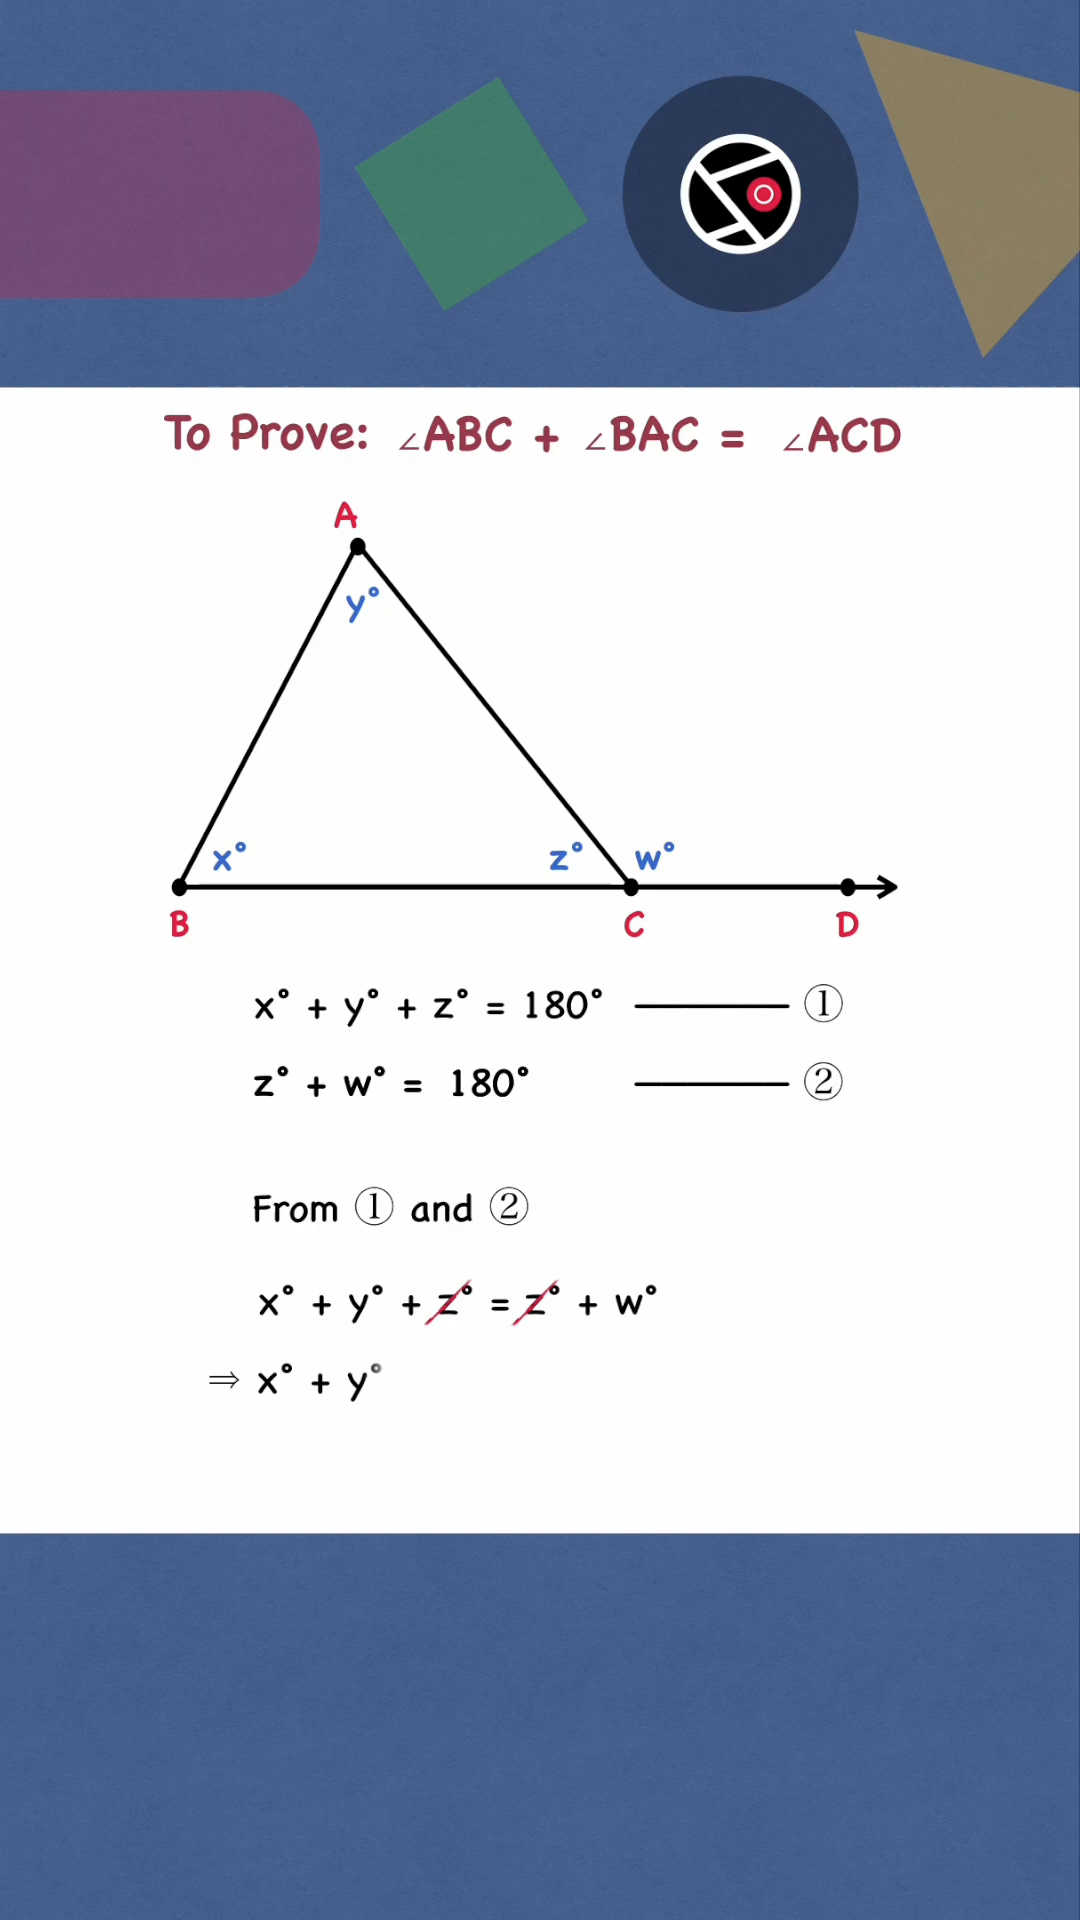 To Prove: ∠ABC + ∠BAC = ∠ACD
A
y°
x° z° w°
B C D
x° + y° + z° = 180° ①
z° + w° = 180° ②
From ① and ②
x° + y° + z° = z° + w°
⇒ x° + y°